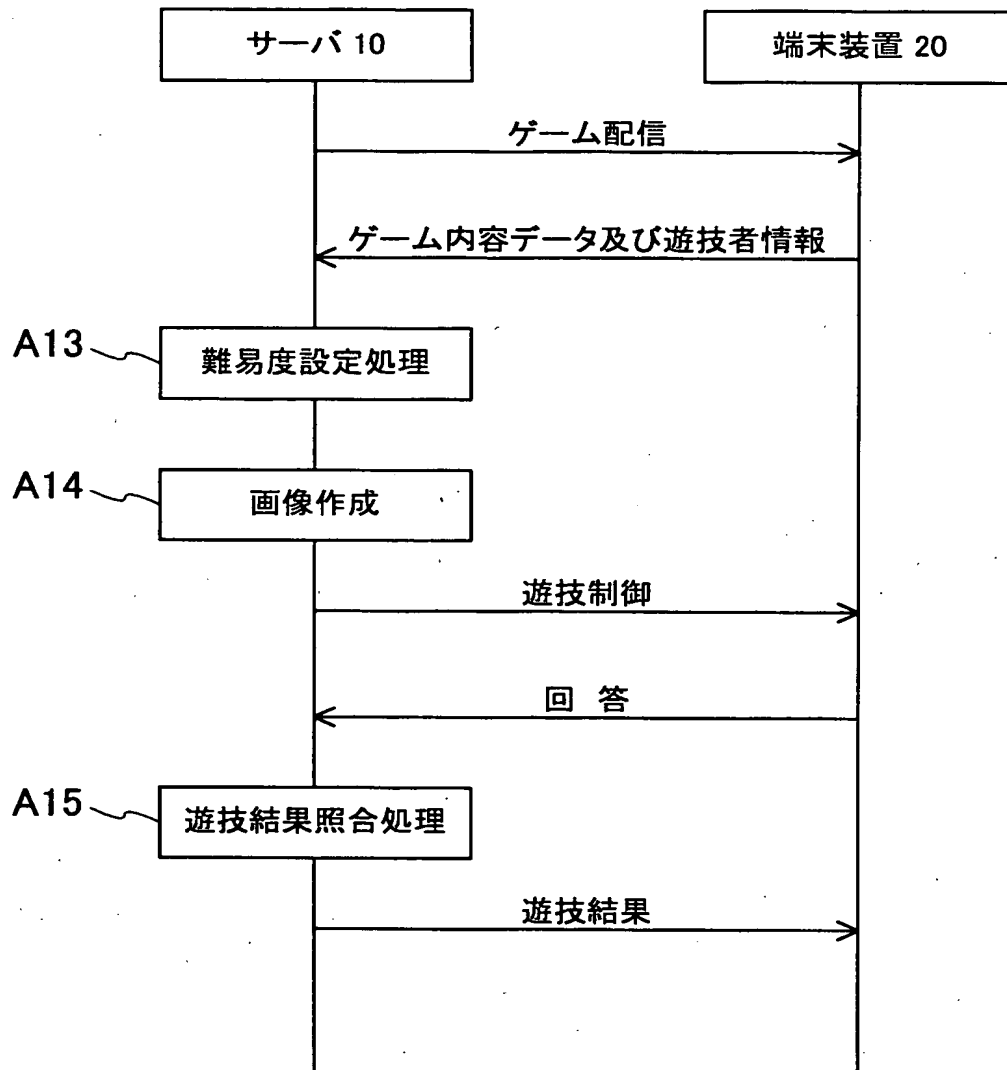 サーバ 10
端末装置 20
ゲーム配信
ゲーム内容データ及び遊技者情報
A13
難易度設定処理
A14
画像作成
遊技制御
回 答
A15
遊技結果照合処理
遊技結果